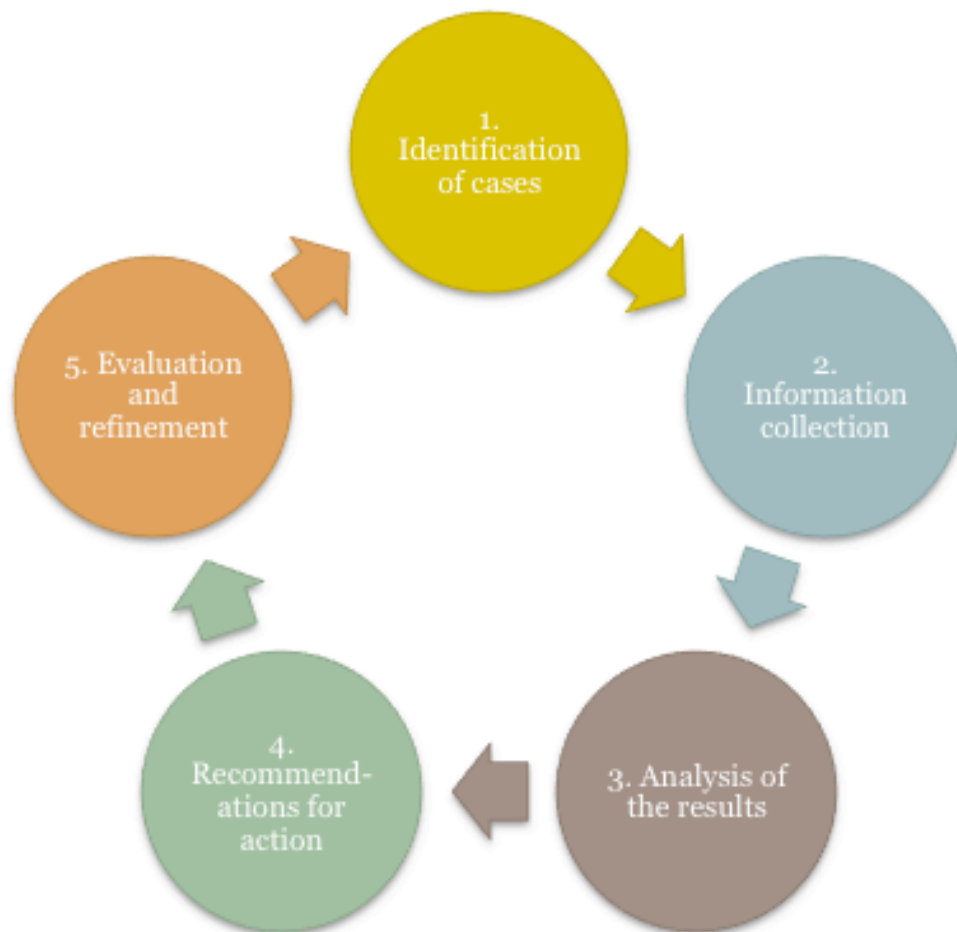 1.
Identification
of cases
2.
Information
collection
3. Analysis of
the results
4.
Recommend-
ations for
action
5. Evaluation
and
refinement